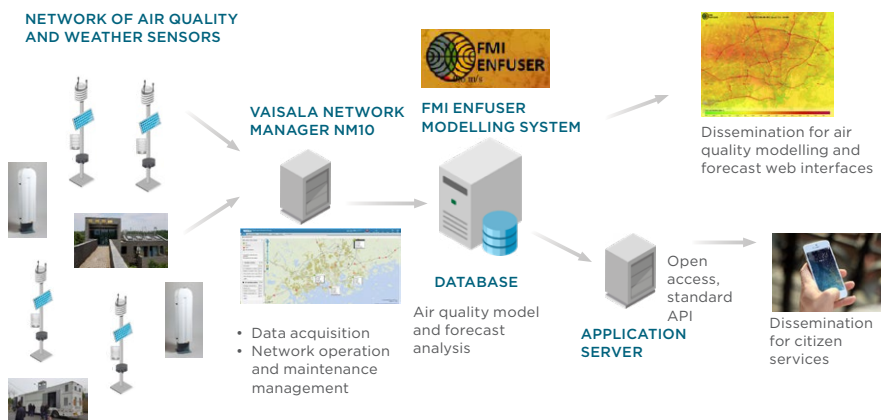 NETWORK OF AIR QUALITY
AND WEATHER SENSORS
VAISALA NETWORK
MANAGER NM10
• Data acquisition
• Network operation
and maintenance
management
FMI
ENFUSER
m/s
FMI ENFUSER
MODELLING SYSTEM
DATABASE
Air quality model
and forecast
analysis
Dissemination for air
quality modelling and
forecast web interfaces
Open
access,
standard
API
APPLICATION
SERVER
Dissemination
for citizen
services